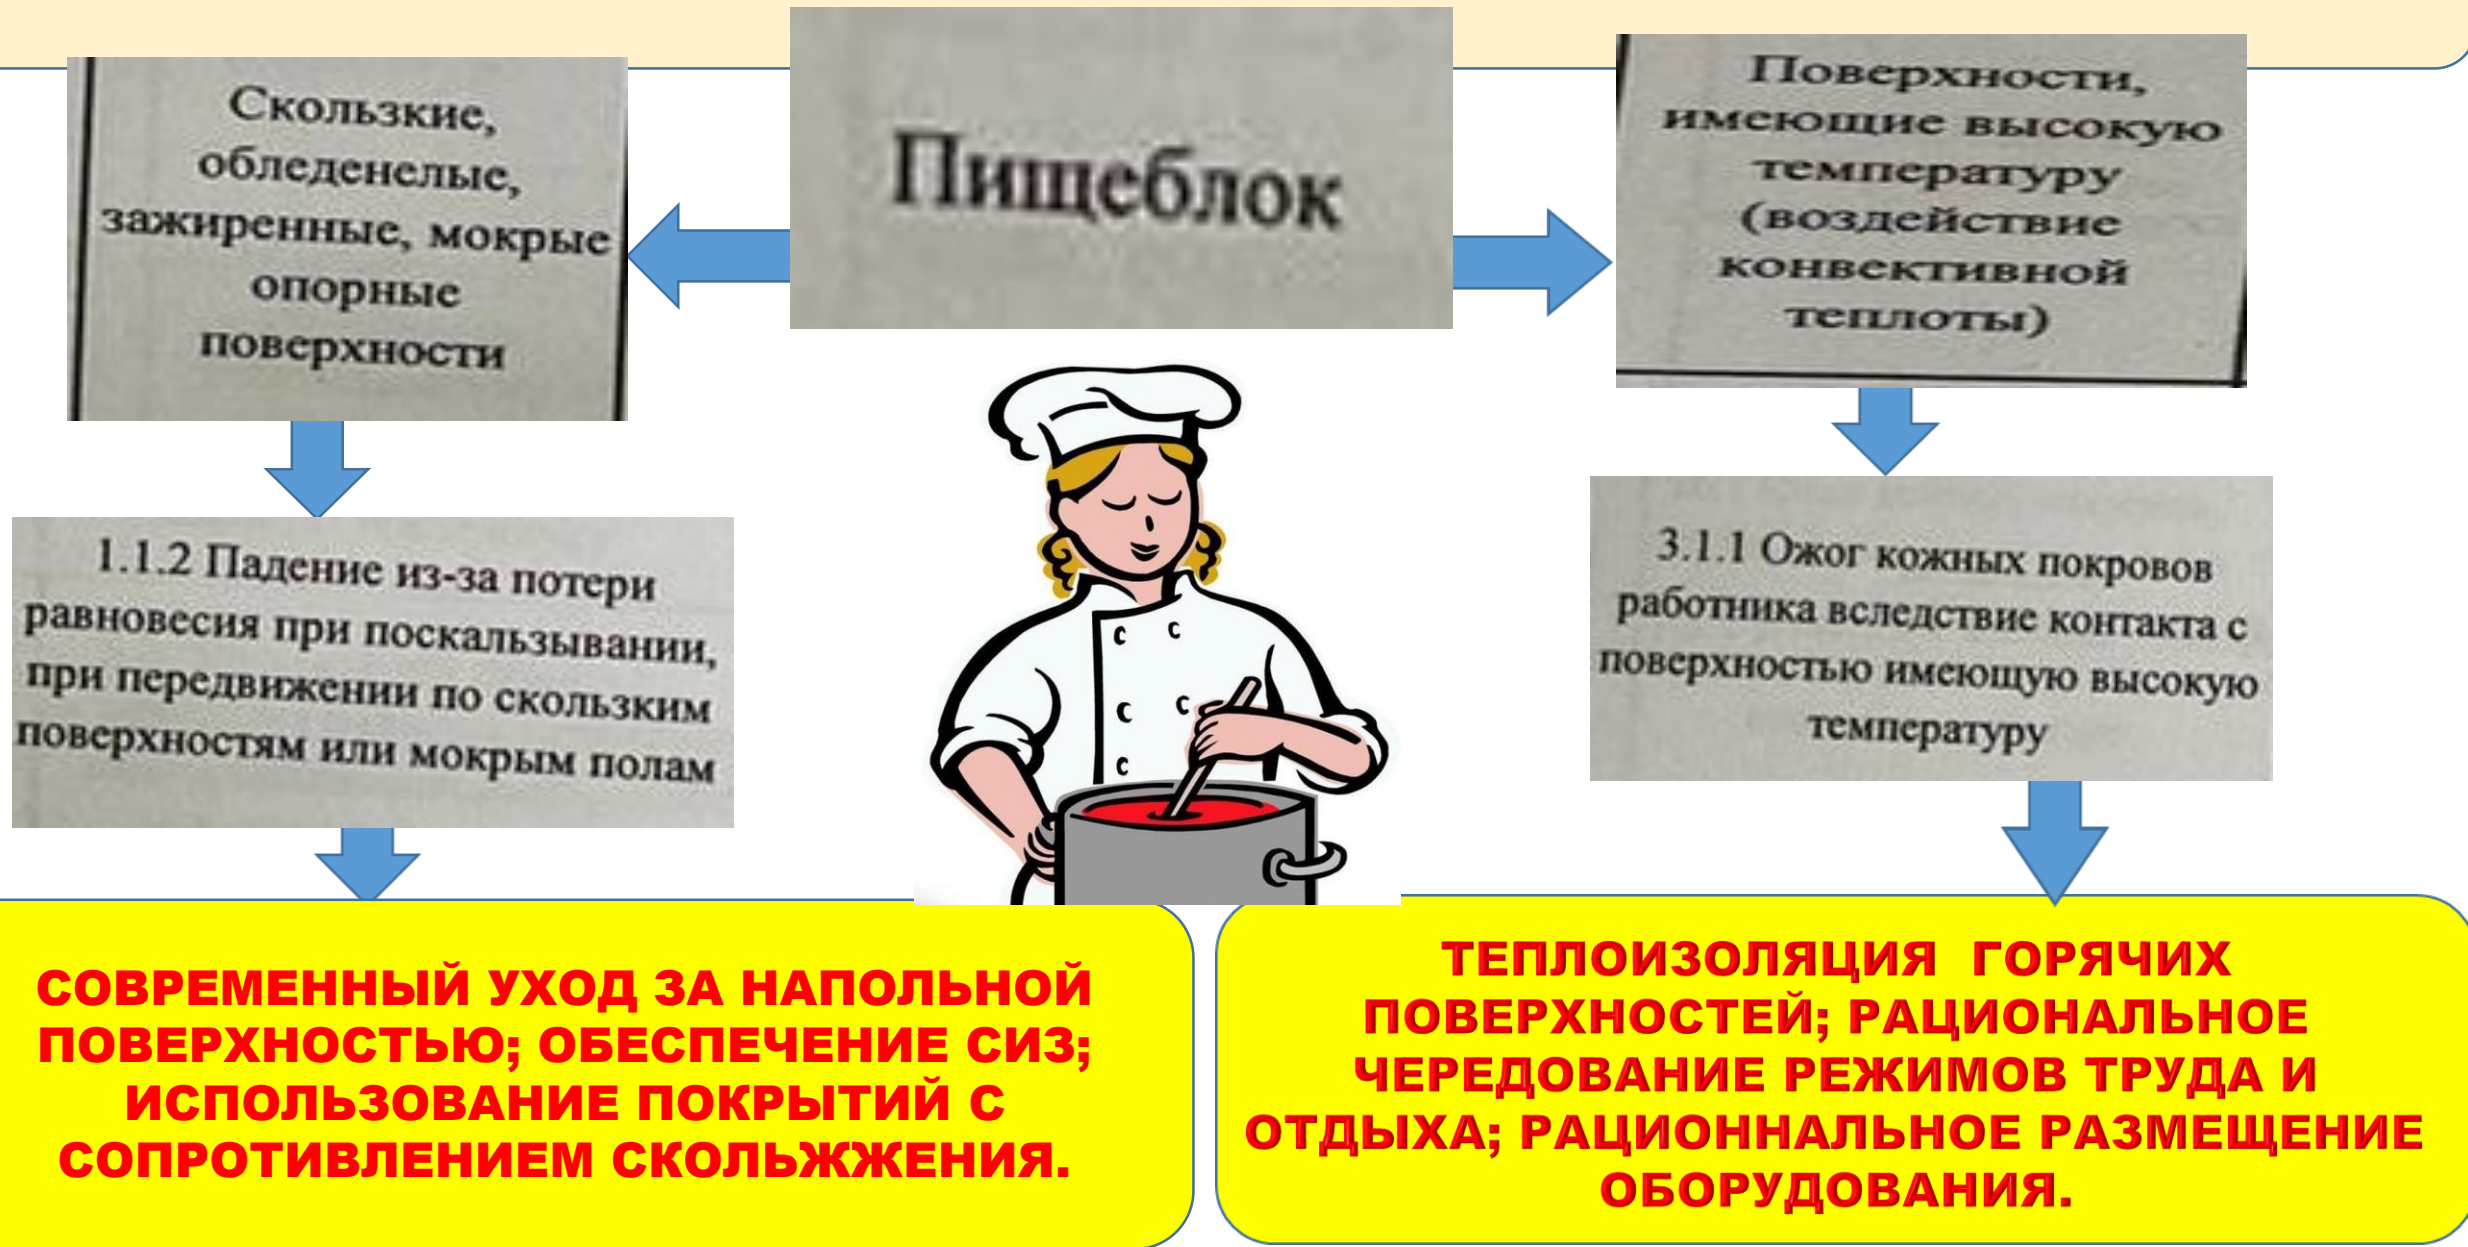 Пищеблок
Скользкие,
обледенелые,
зажиренные, мокрые
опорные
поверхности
1.1.2 Падение из-за потери
равновесия при поскальзывании,
при передвижении по скользким
поверхностям или мокрым полам
СОВРЕМЕННЫЙ УХОД ЗА НАПОЛЬНОЙ
ПОВЕРХНОСТЬЮ; ОБЕСПЕЧЕНИЕ СИЗ;
ИСПОЛЬЗОВАНИЕ ПОКРЫТИЙ С
СОПРОТИВЛЕНИЕМ СКОЛЬЖЖЕНИЯ.
Поверхности,
имеющие высокую
температуру
(воздействие
конвективной
теплоты)
3.1.1 Ожог кожных покровов
работника вследствие контакта с
поверхностью имеющую высокую
температуру
ТЕПЛОИЗОЛЯЦИЯ ГОРЯЧИХ
ПОВЕРХНОСТЕЙ; РАЦИОНАЛЬНОЕ
ЧЕРЕДОВАНИЕ РЕЖИМОВ ТРУДА И
ОТДЫХА; РАЦИОННАЛЬНОЕ РАЗМЕЩЕНИЕ
ОБОРУДОВАНИЯ.